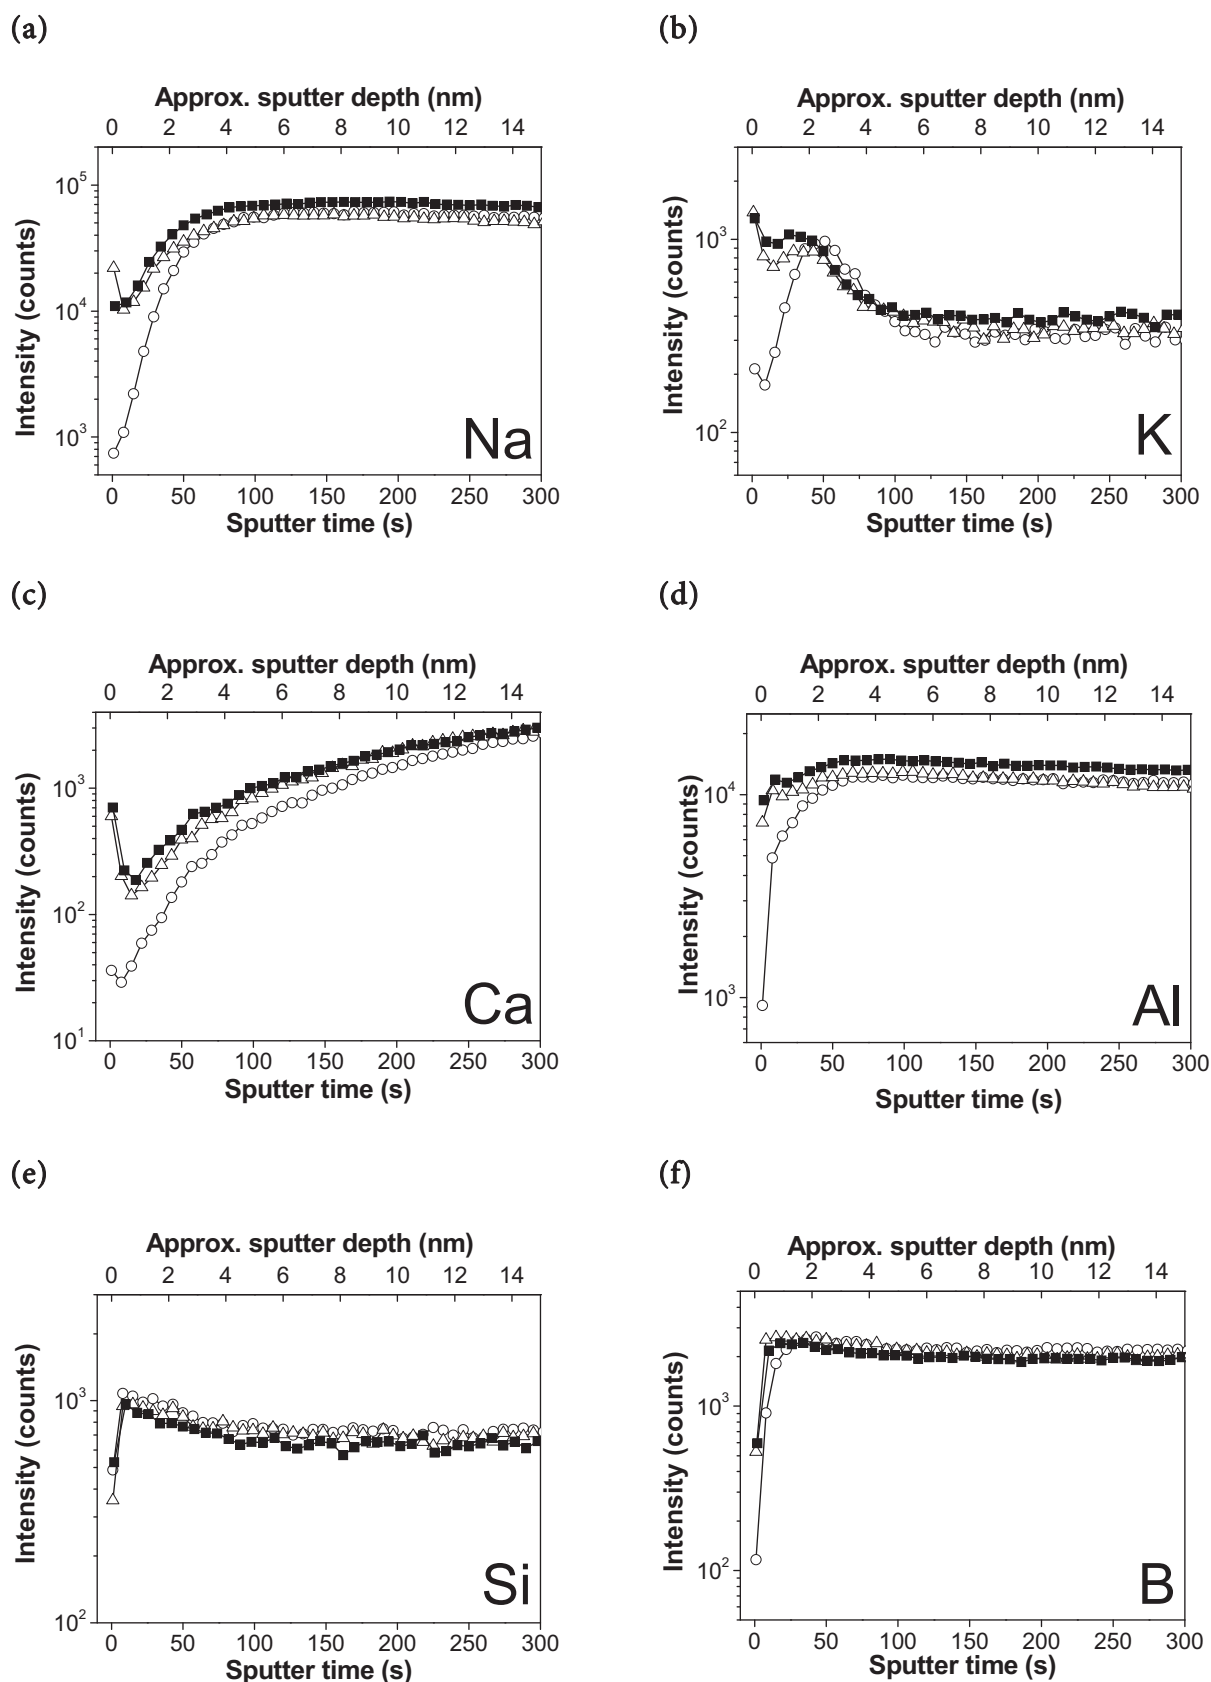 (a)
Approx. sputter depth (nm)
0 2 4 6 8 10 12 14
Intensity (counts)
10^5
10^4
10^3
Na
0 50 100 150 200 250 300
Sputter time (s)
(b)
Approx. sputter depth (nm)
0 2 4 6 8 10 12 14
Intensity (counts)
10^3
10^2
K
0 50 100 150 200 250 300
Sputter time (s)
(c)
Approx. sputter depth (nm)
0 2 4 6 8 10 12 14
Intensity (counts)
10^3
10^2
10^1
Ca
0 50 100 150 200 250 300
Sputter time (s)
(d)
Approx. sputter depth (nm)
0 2 4 6 8 10 12 14
Intensity (counts)
10^4
10^3
Al
0 50 100 150 200 250 300
Sputter time (s)
(e)
Approx. sputter depth (nm)
0 2 4 6 8 10 12 14
Intensity (counts)
10^3
10^2
Si
0 50 100 150 200 250 300
Sputter time (s)
(f)
Approx. sputter depth (nm)
0 2 4 6 8 10 12 14
Intensity (counts)
10^3
10^2
B
0 50 100 150 200 250 300
Sputter time (s)